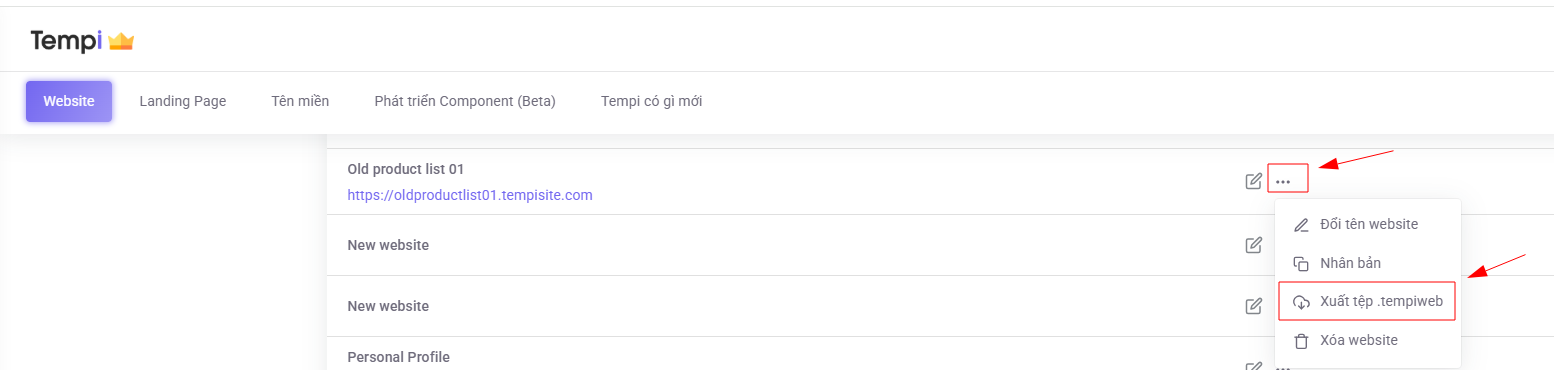 Tempi
Website Landing Page Tên miền Phát triển Component (Beta) Tempi có gì mới
Old product list 01
https://oldproductlist01.tempisite.com
Đổi tên website
New website
Nhân bản
Xuất tệp .tempiweb
New website
Xóa website
Personal Profile